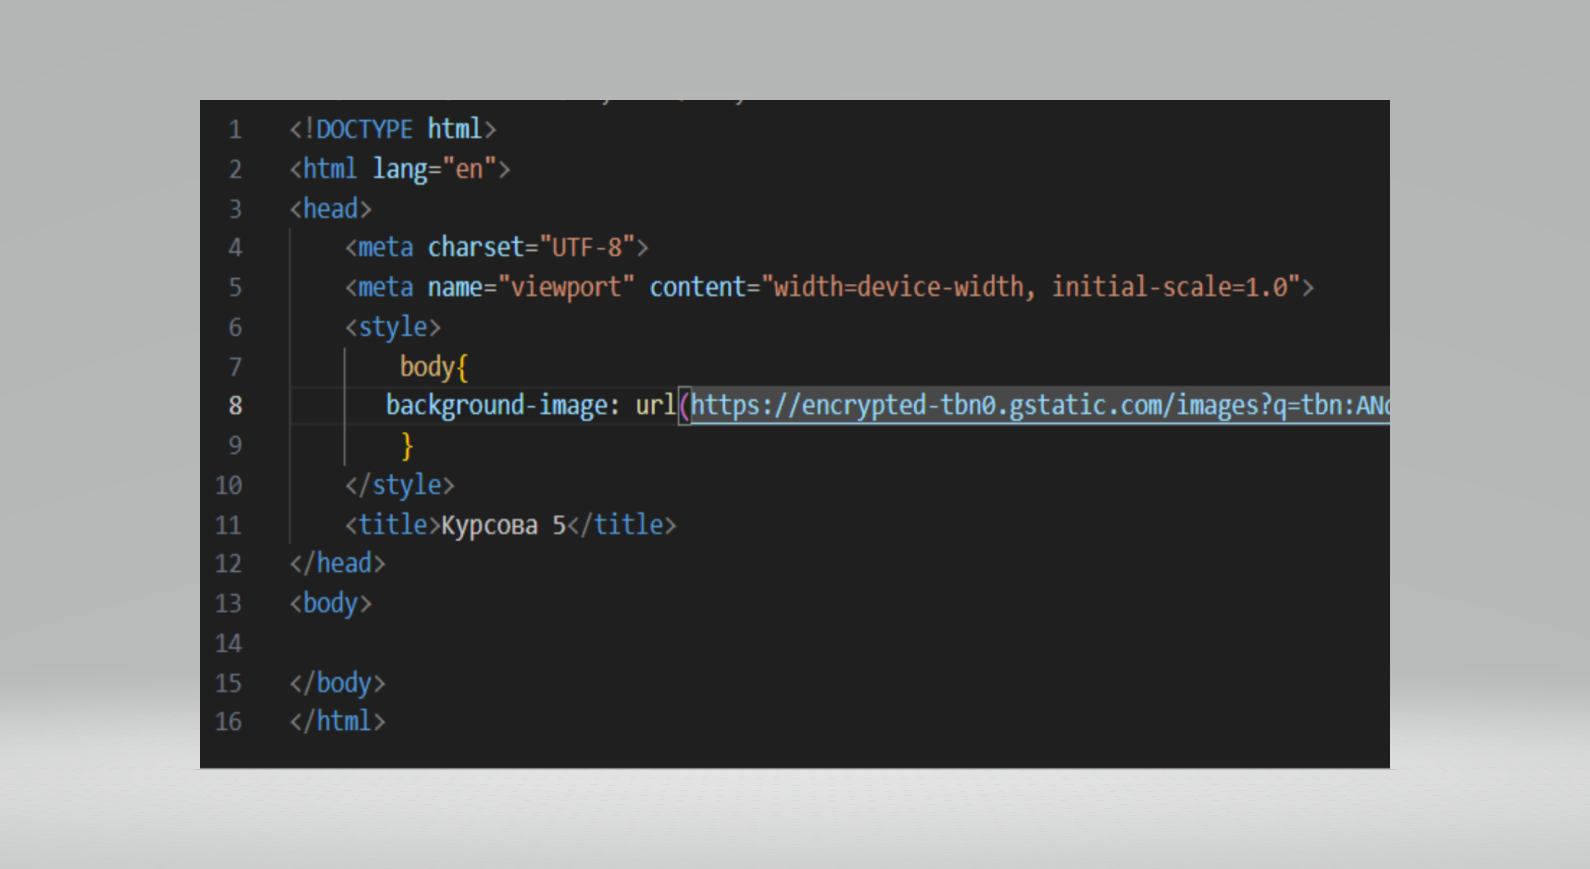 1 <!DOCTYPE html>
2 <html lang="en">
3 <head>
4 <meta charset="UTF-8">
5 <meta name="viewport" content="width=device-width, initial-scale=1.0">
6 <style>
7 body{
8 background-image: url(https://encrypted-tbn0.gstatic.com/images?q=tbn:AN
9 }
10 </style>
11 <title>Курсова 5</title>
12 </head>
13 <body>
14
15 </body>
16 </html>